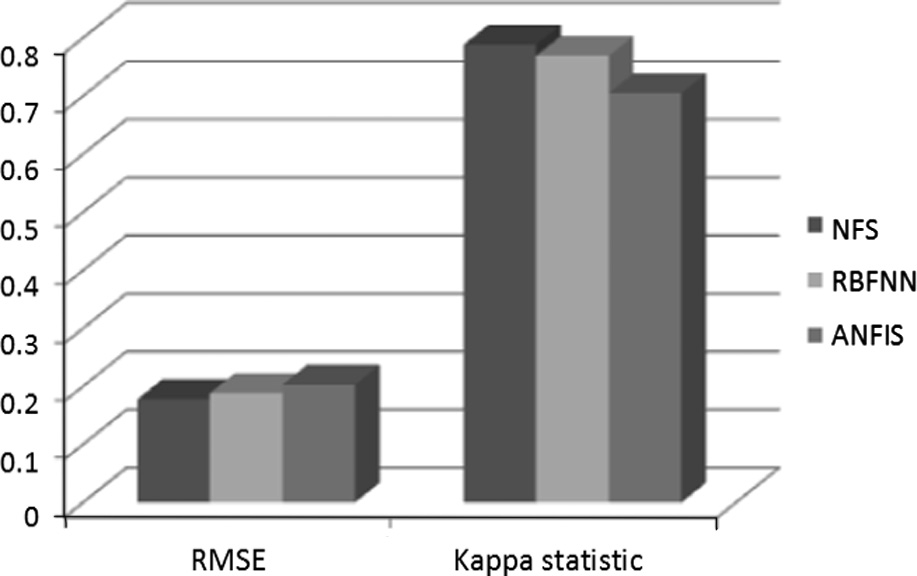 0.8
0.7
0.6
0.5
0.4
0.3
0.2
0.1
0
RMSE
Kappa statistic
NFS
RBFNN
ANFIS